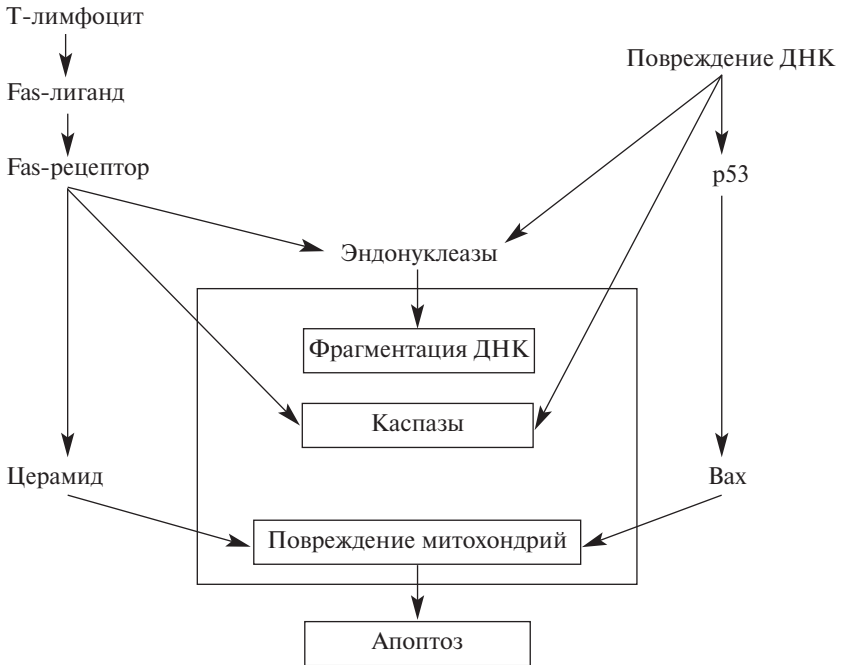 Т-лимфоцит
Повреждение ДНК
Fas-лиганд
Fas-рецептор
p53
Эндонуклеазы
Фрагментация ДНК
Каспазы
Церамид
Bax
Повреждение митохондрий
Апоптоз